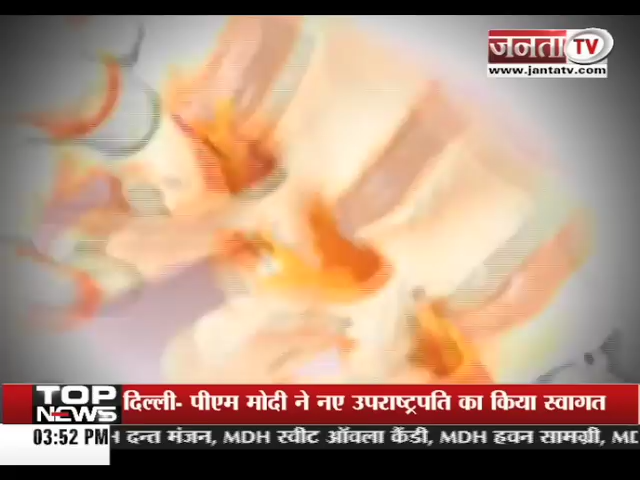 जनता TV
www.jantatv.com
TOP NEWS
दिल्ली- पीएम मोदी ने नए उपराष्ट्रपति का किया स्वागत
03:52 PM
दन्त मंजन, MDH स्वीट ऑवला कैंडी, MDH हवन सामग्री,